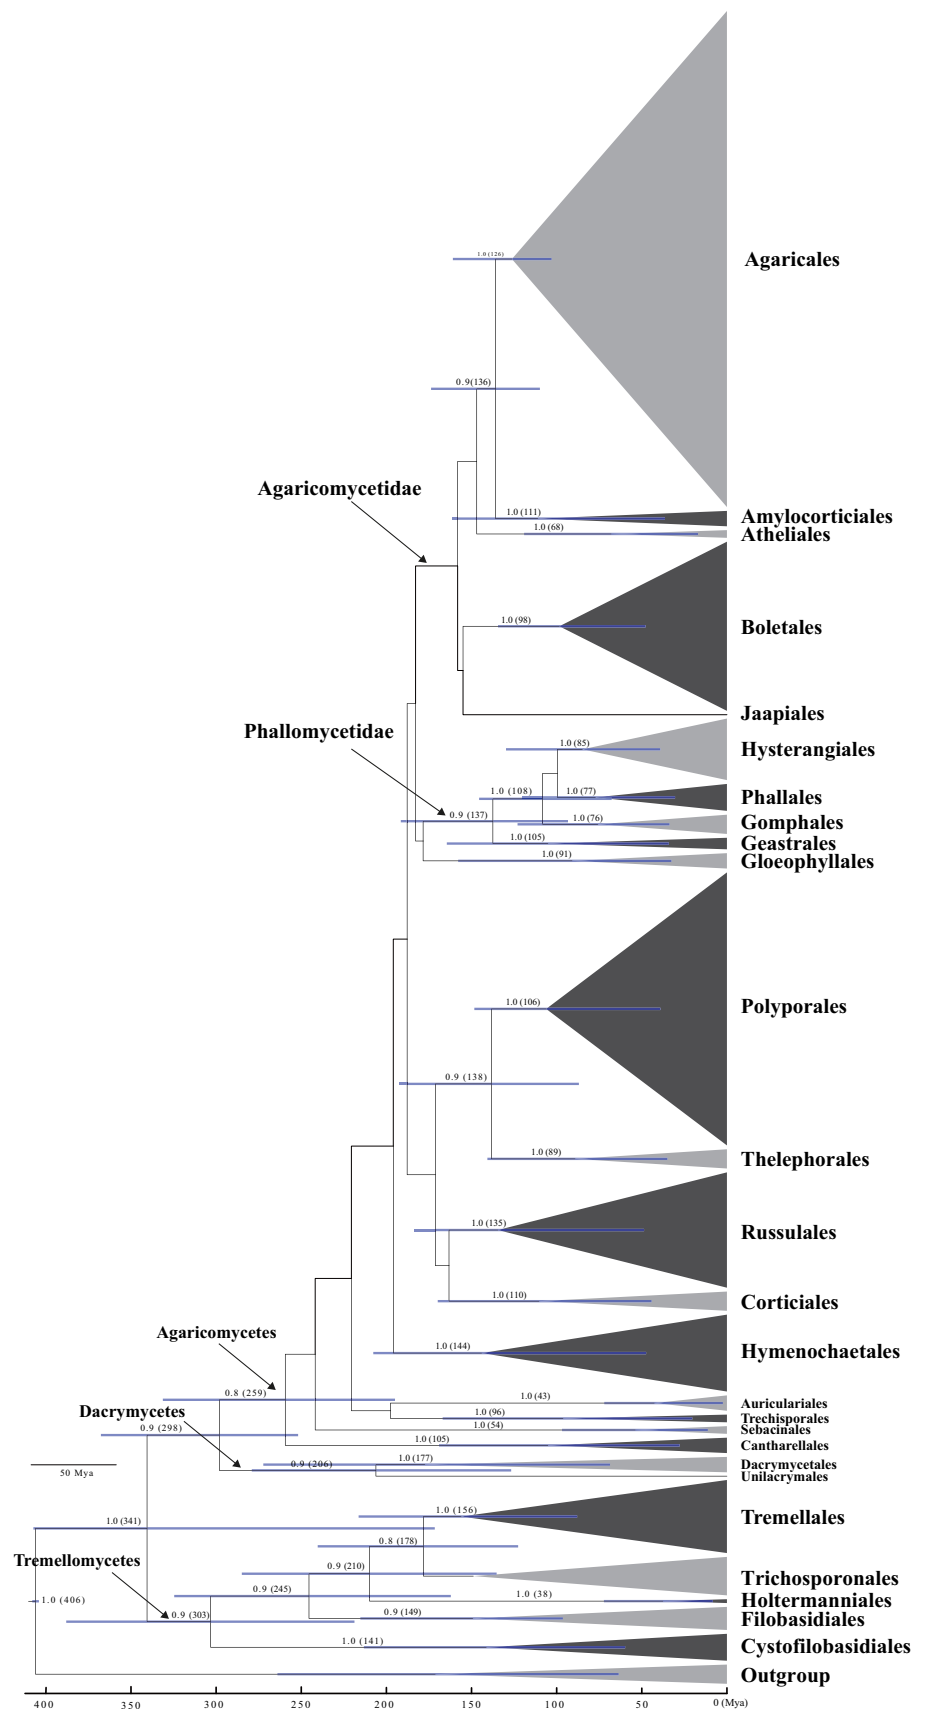 1.0 (126)
Agaricales
0.9(136)
Agaricomycetidae
1.0 (111)
Amylocorticiales
1.0 (68)
Atheliales
1.0 (98)
Boletales
Jaapiales
Phallomycetidae
1.0 (85)
Hysterangiales
1.0 (108)
1.0 (77)
Phallales
0.9 (137)
1.0 (76)
Gomphales
1.0 (105)
Geastrales
1.0 (91)
Gloeophyllales
1.0 (106)
Polyporales
0.9 (138)
1.0 (89)
Thelephorales
1.0 (135)
Russulales
1.0 (110)
Corticiales
Agaricomycetes
1.0 (144)
Hymenochaetales
0.8 (259)
1.0 (43)
Auriculariales
Dacrymycetes
1.0 (96)
Trechisporales
0.9 (298)
1.0 (54)
Sebacinales
1.0 (105)
Cantharellales
50 Mya
0.9 (206)
1.0 (177)
Dacrymycetales
Unilacrymales
1.0 (156)
Tremellales
1.0 (341)
0.8 (178)
Tremellomycetes
0.9 (210)
Trichosporonales
0.9 (245)
1.0 (38)
Holtermanniales
1.0 (406)
0.9 (303)
0.9 (149)
Filobasidiales
1.0 (141)
Cystofilobasidiales
Outgroup
400 350 300 250 200 150 100 50 0 (Mya)